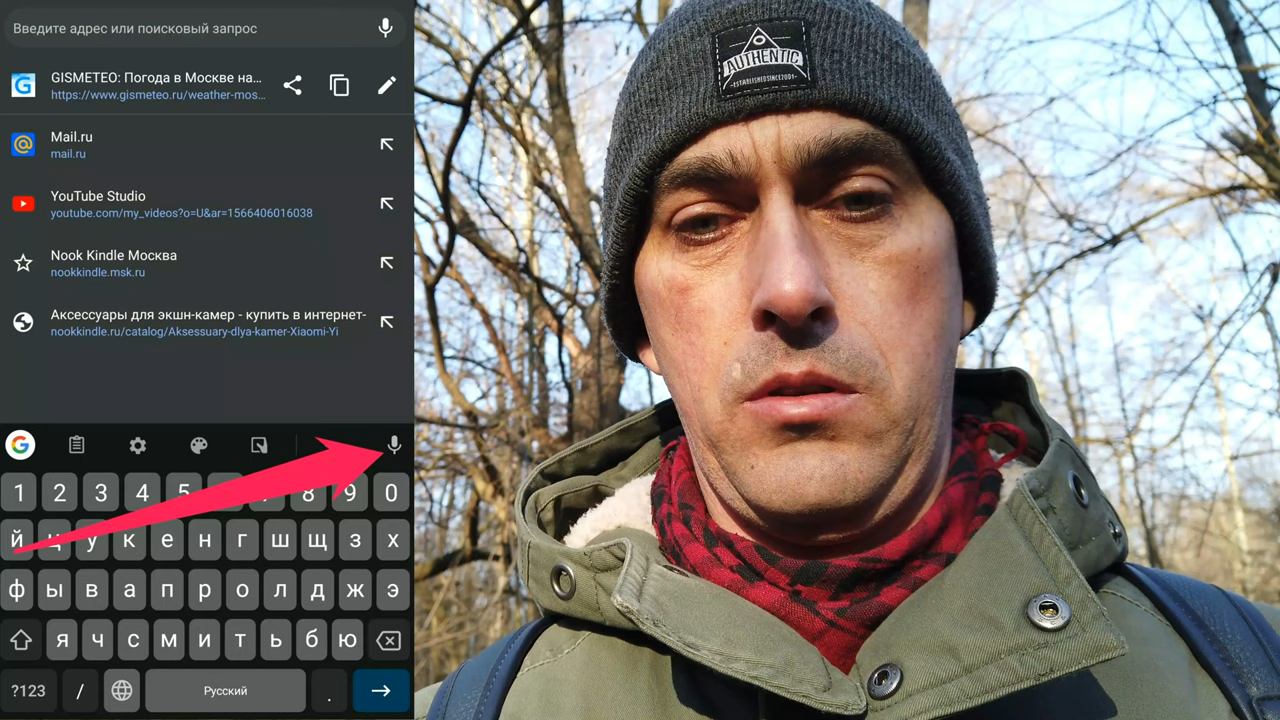 Введите адрес или поисковый запрос
GISMETEO: Погода в Москве на...
https://www.gismeteo.ru/weather-mos...
Mail.ru
mail.ru
YouTube Studio
youtube.com/my_videos?o=U&ar=1566406016038
Nook Kindle Москва
nookkindle.msk.ru
Аксессуары для экшн-камер - купить в интернет-
nookkindle.ru/catalog/Aksessuary-dlya-kamer-Xiaomi-Yi
1 2 3 4 5 7 8 9 0
й ц у к е н г ш щ з х
ф ы в а п р о л д ж э
я ч с м и т ь б ю
?123 / Русский .
AUTHENTIC
-ESTABLISHEDSINCE2001-